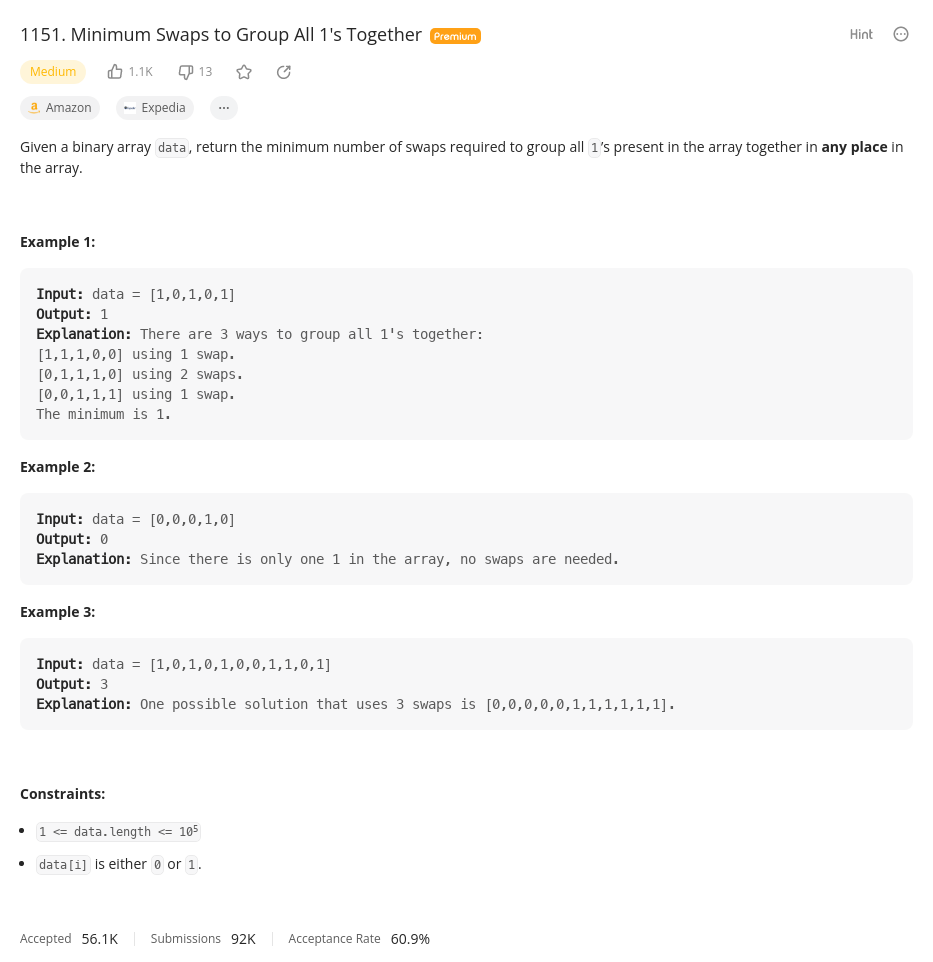 1151. Minimum Swaps to Group All 1's Together Premium Hint
Medium 1.1K 13
Amazon Expedia ...
Given a binary array data, return the minimum number of swaps required to group all 1's present in the array together in any place in
the array.
Example 1:
Input: data = [1,0,1,0,1]
Output: 1
Explanation: There are 3 ways to group all 1's together:
[1,1,1,0,0] using 1 swap.
[0,1,1,1,0] using 2 swaps.
[0,0,1,1,1] using 1 swap.
The minimum is 1.
Example 2:
Input: data = [0,0,0,1,0]
Output: 0
Explanation: Since there is only one 1 in the array, no swaps are needed.
Example 3:
Input: data = [1,0,1,0,1,0,0,1,1,0,1]
Output: 3
Explanation: One possible solution that uses 3 swaps is [0,0,0,0,0,1,1,1,1,1,1].
Constraints:
• 1 <= data.length <= 10⁵
• data[i] is either 0 or 1.
Accepted 56.1K Submissions 92K Acceptance Rate 60.9%